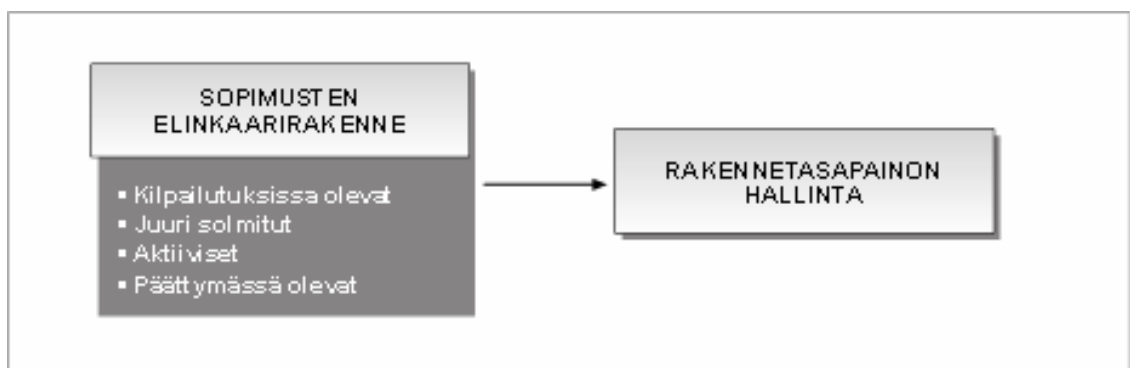 SOPIMUSTEN
ELINKAARIRAKENNE
▪ Kilpailutuksissa olevat
▪ Juuri solmitut
▪ Aktiiviset
▪ Päättymässä olevat
RAKENNETASAPAINON
HALLINTA